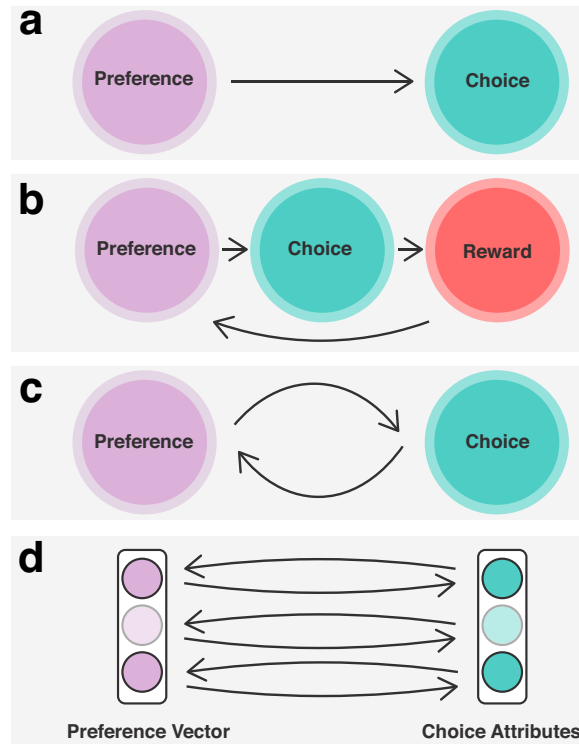 a
Preference
Choice
b
Preference
Choice
Reward
c
Preference
Choice
d
Preference Vector
Choice Attributes